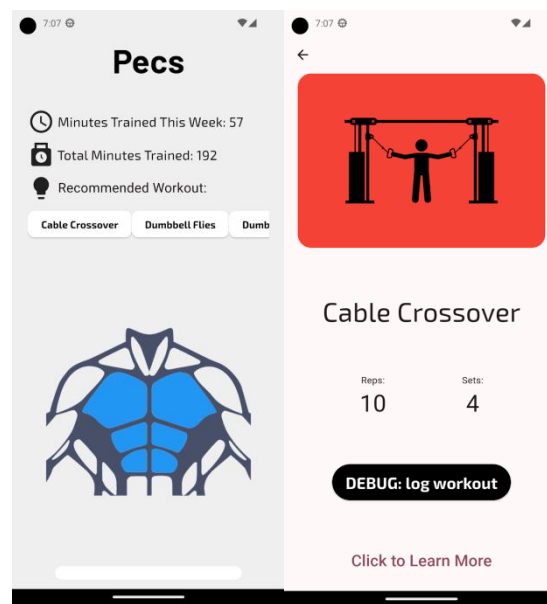 7:07
Pecs
Minutes Trained This Week: 57
Total Minutes Trained: 192
Recommended Workout:
Cable Crossover Dumbbell Flies Dumb
7:07
Cable Crossover
Reps: Sets:
10 4
DEBUG: log workout
Click to Learn More